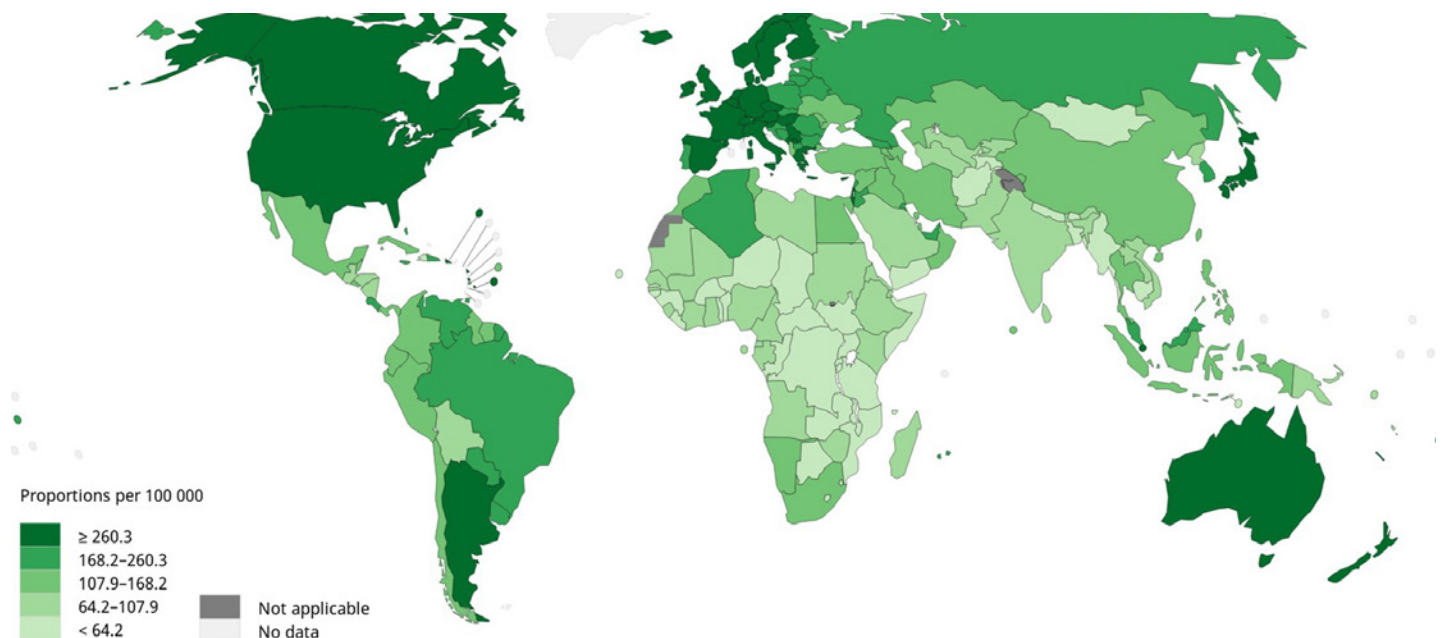 Proportions per 100 000
≥ 260.3
168.2–260.3
107.9–168.2
64.2–107.9
< 64.2
Not applicable
No data